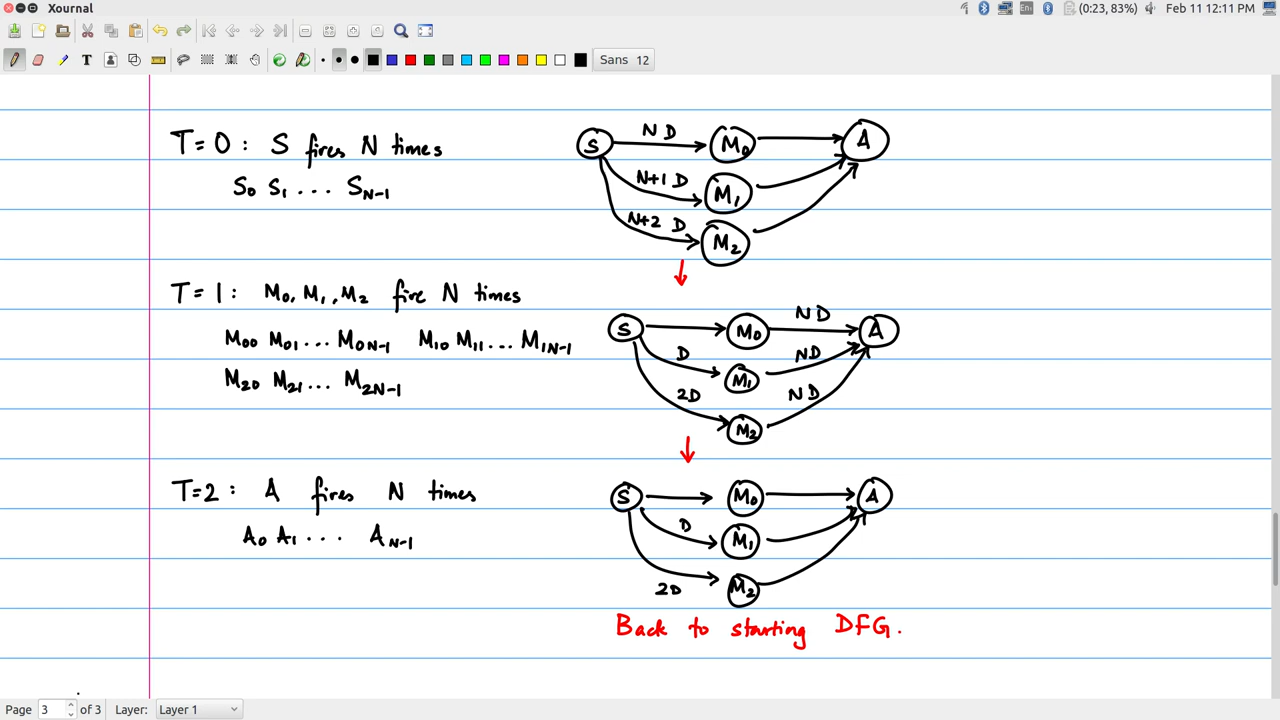 Xournal
En
(0:23, 83%)
Feb 11 12:11 PM
Sans 12
T=0 : S fires N times
S0 S1 ... SN-1
S
ND
M0
A
N+1 D
M1
N+2 D
M2
T=1: M0, M1, M2 fire N times
M00 M01 ... M0N-1 M10 M11 ... M1N-1
M20 M21 ... M2N-1
S
M0
ND
A
D
M1
ND
2D
M2
ND
T=2 : A fires N times
A0 A1 ... AN-1
S
M0
A
D
M1
2D
M2
Back to starting DFG.
Page 3 of 3 Layer: Layer 1